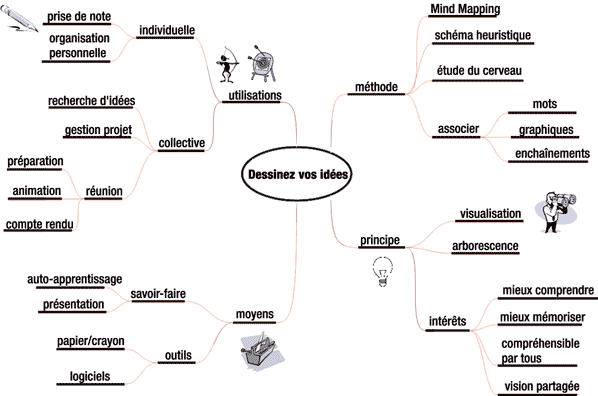 prise de note
organisation
personnelle
individuelle
utilisations
recherche d'idées
gestion projet
collective
préparation
animation
compte rendu
réunion
Dessinez vos idées
Mind Mapping
schéma heuristique
étude du cerveau
méthode
associer
mots
graphiques
enchaînements
principe
visualisation
arborescence
intérêts
mieux comprendre
mieux mémoriser
compréhensible
par tous
vision partagée
auto-apprentissage
présentation
savoir-faire
moyens
papier/crayon
logiciels
outils